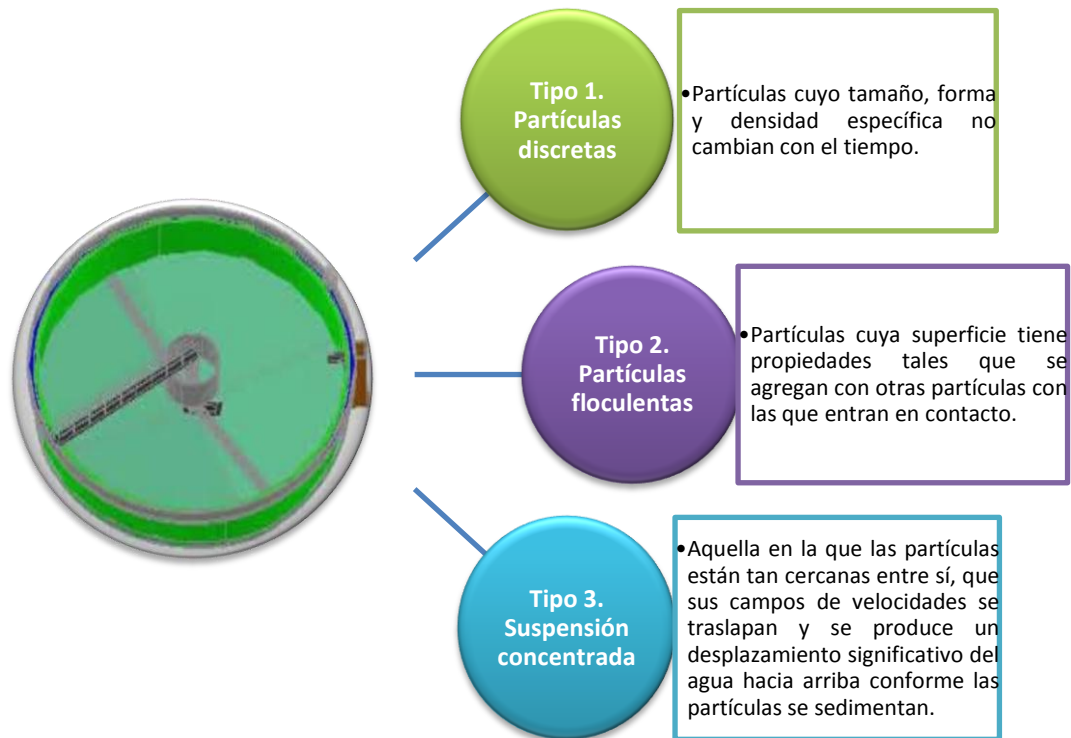 Tipo 1.
Partículas
discretas
•Partículas cuyo tamaño, forma
y densidad específica no
cambian con el tiempo.
Tipo 2.
Partículas
floculentas
•Partículas cuya superficie tiene
propiedades tales que se
agregan con otras partículas con
las que entran en contacto.
Tipo 3.
Suspensión
concentrada
•Aquella en la que las partículas
están tan cercanas entre sí, que
sus campos de velocidades se
traslapan y se produce un
desplazamiento significativo del
agua hacia arriba conforme las
partículas se sedimentan.